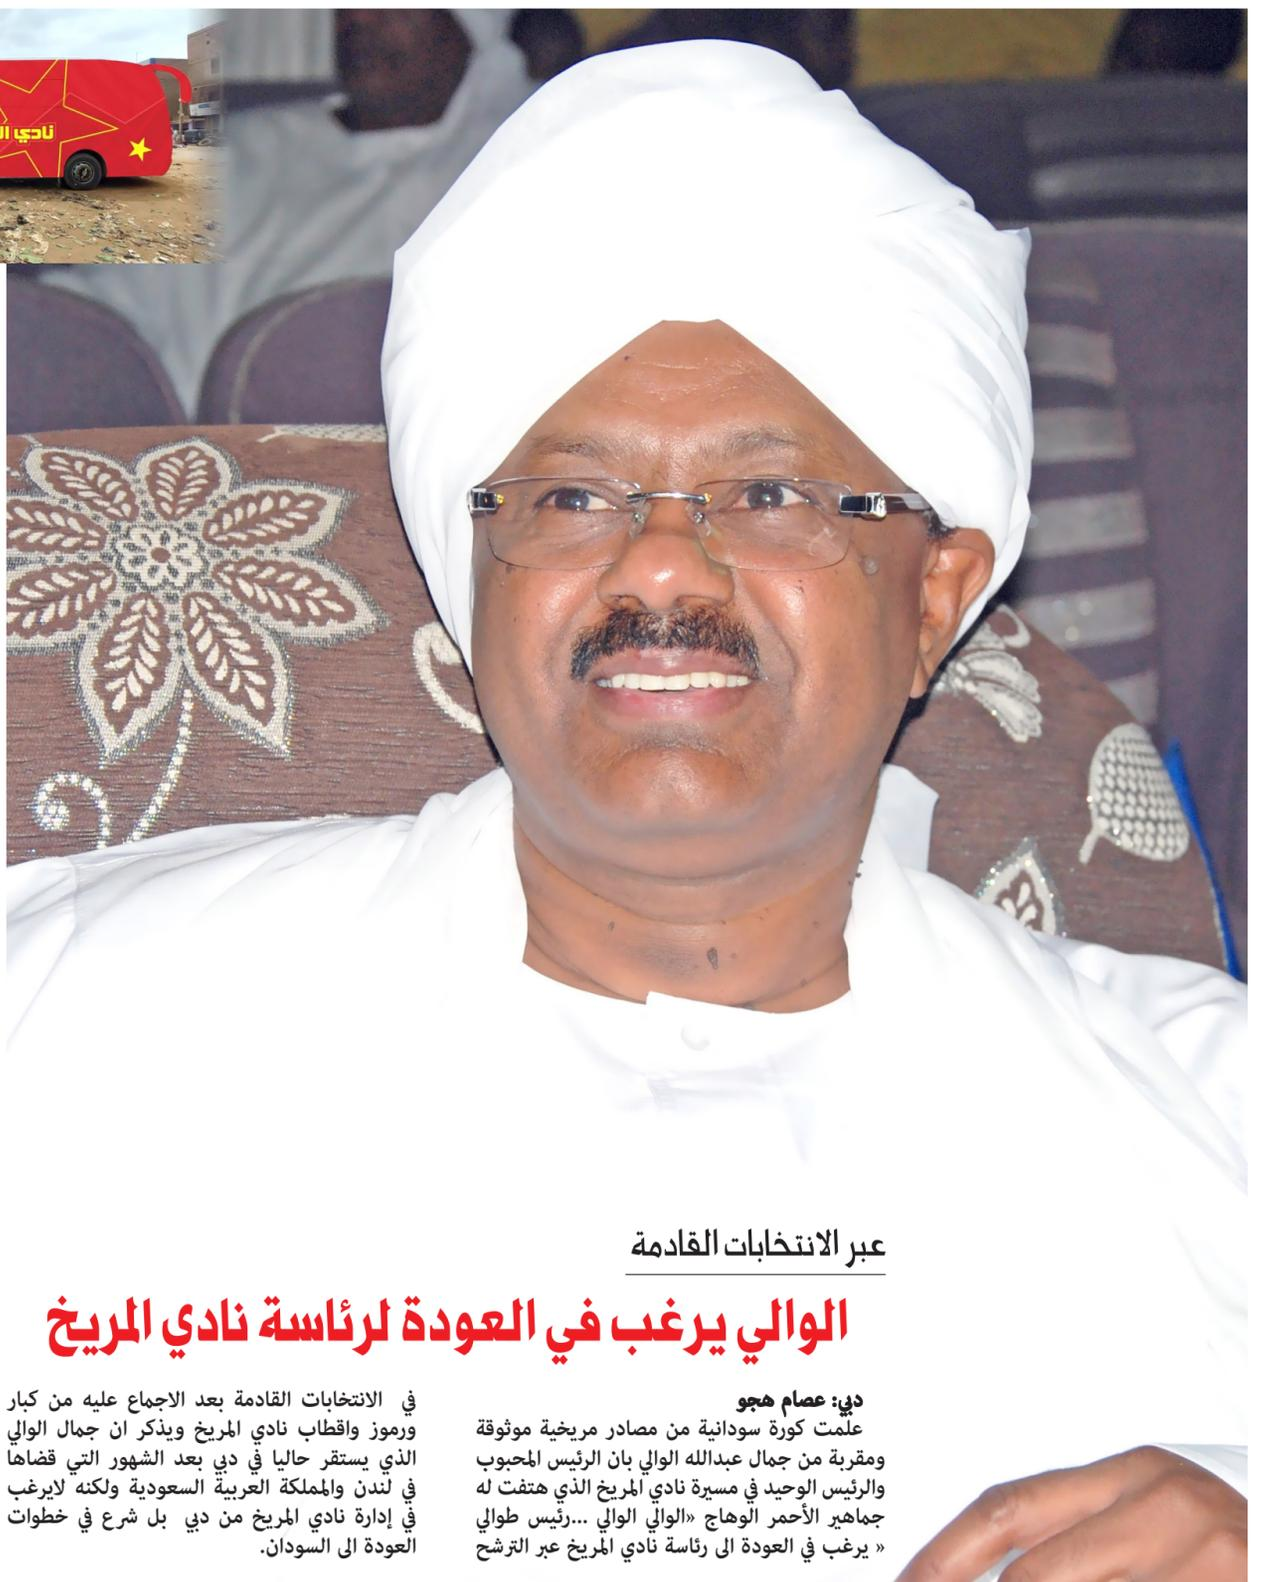 نادي
عبر الانتخابات القادمة
الوالي يرغب في العودة لرئاسة نادي المريخ
دبي: عصام هجو
علمت كورة سودانية من مصادر مريخية موثوقة
ومقربة من جمال عبدالله الوالي بان الرئيس المحبوب
والرئيس الوحيد في مسيرة نادي المريخ الذي هتفت له
جماهير الأحمر الوهاج «الوالي الوالي ...رئيس طوالي
« يرغب في العودة الى رئاسة نادي المريخ عبر الترشح
في الانتخابات القادمة بعد الاجماع عليه من كبار
ورموز واقطاب نادي المريخ ويذكر ان جمال الوالي
الذي يستقر حاليا في دبي بعد الشهور التي قضاها
في لندن والمملكة العربية السعودية ولكنه لايرغب
في إدارة نادي المريخ من دبي بل شرع في خطوات
العودة الى السودان.